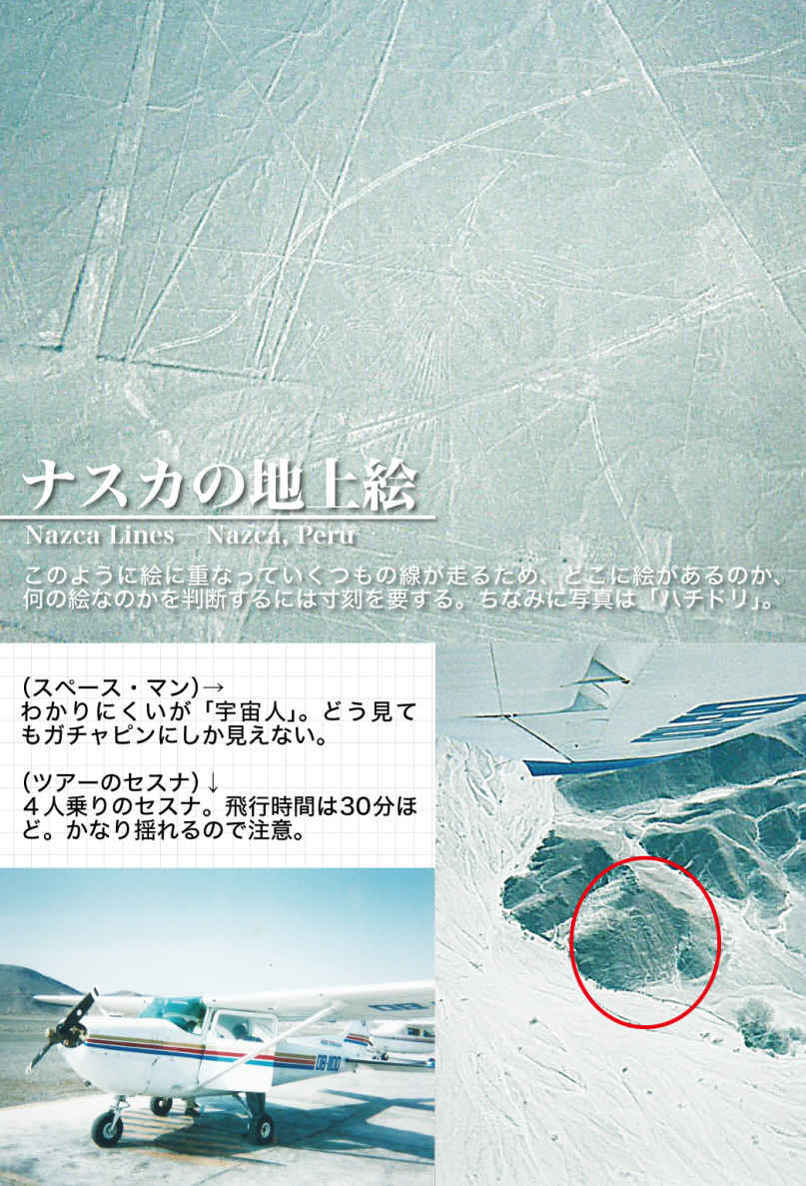 ナスカの地上絵
Nazca Lines — Nazca, Peru
このように絵に重なっていくつもの線が走るため、どこに絵があるのか、
何の絵なのかを判断するには寸刻を要する。ちなみに写真は「ハチドリ」。
(スペース・マン)→
わかりにくいが「宇宙人」。どう見て
もガチャピンにしか見えない。
(ツアーのセスナ)↓
４人乗りのセスナ。飛行時間は30分ほ
ど。かなり揺れるので注意。